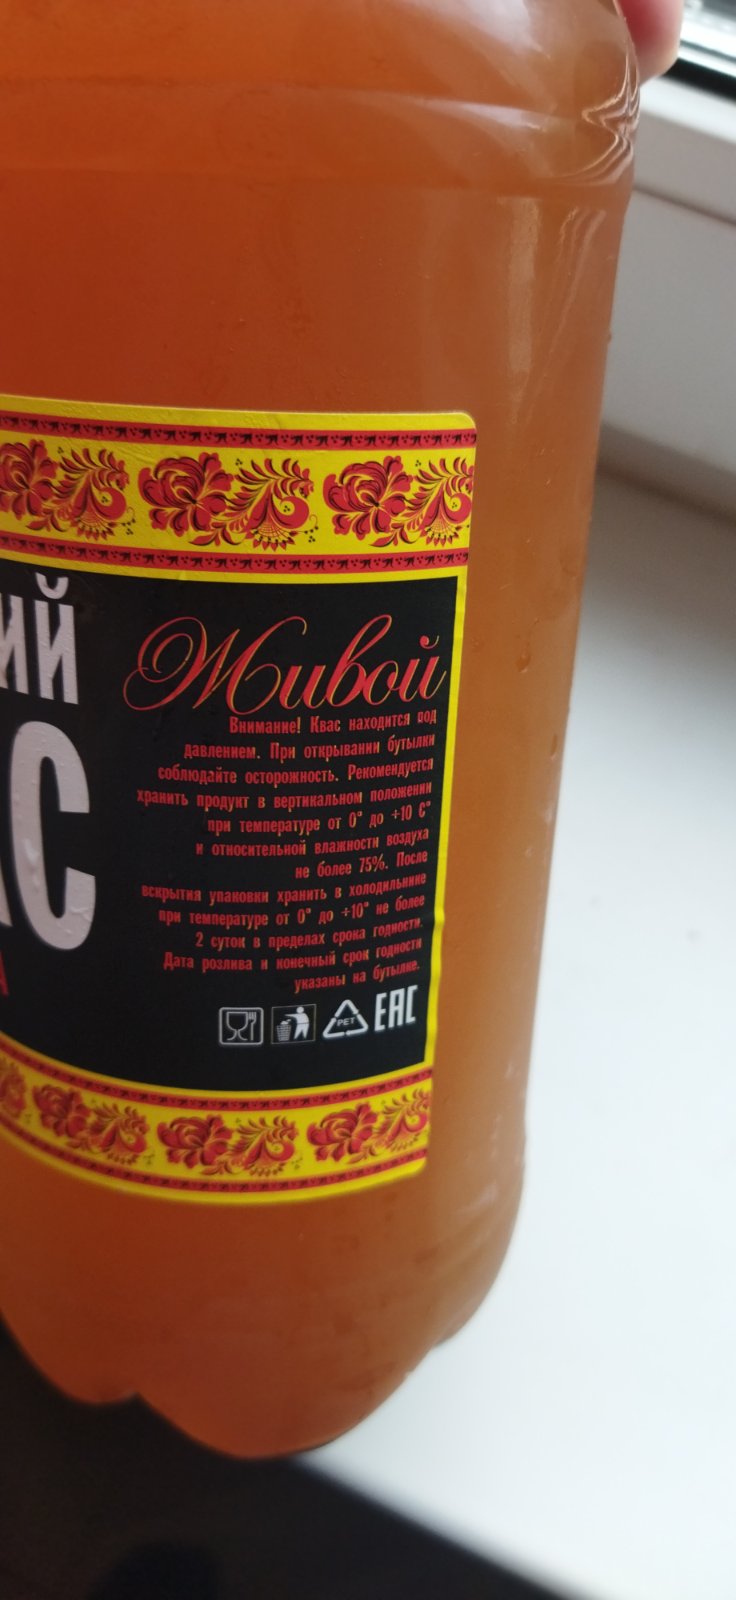 ИЙ
АС
А
Живой
Внимание! Квас находится под
давлением. При открывании бутылки
соблюдайте осторожность. Рекомендуется
хранить продукт в вертикальном положении
при температуре от 0° до +10 С°
и относительной влажности воздуха
не более 75%. После
вскрытия упаковки хранить в холодильнике
при температуре от 0° до +10° не более
2 суток в пределах срока годности.
Дата розлива и конечный срок годности
указаны на бутылке.
PET EAC